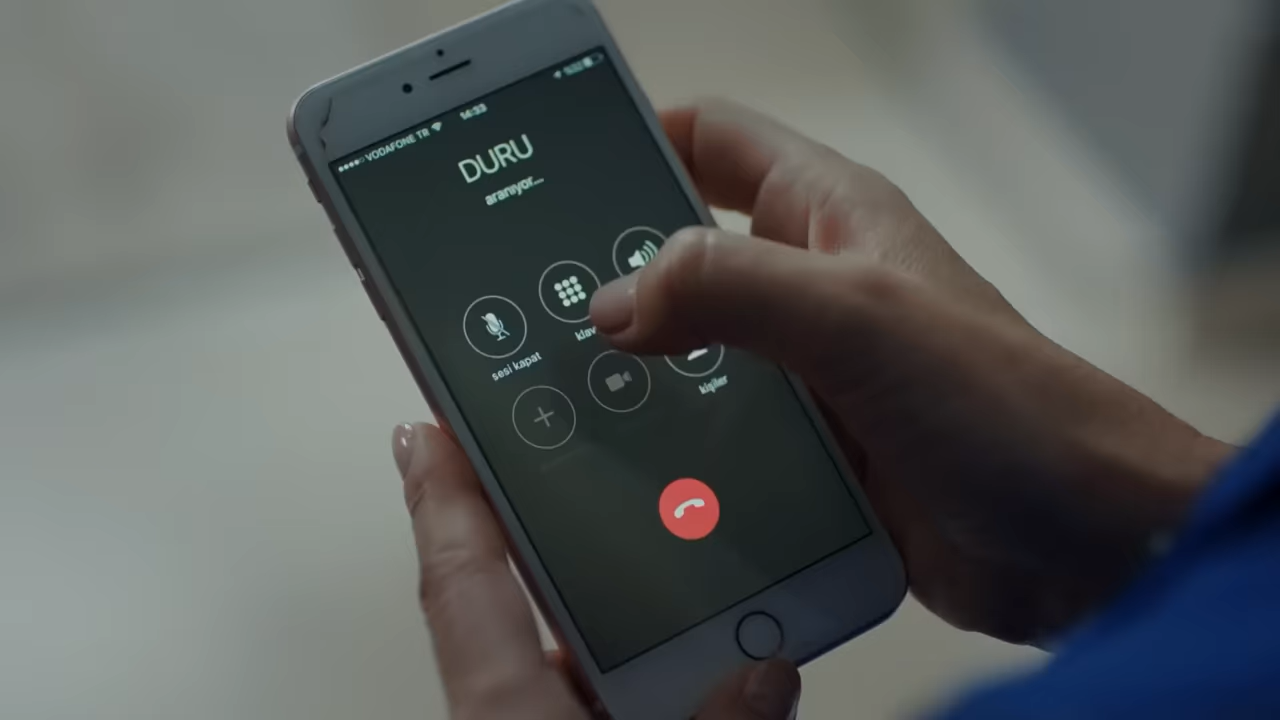 VODAFONE TR 14:33
DURU
aranıyor...
sesi kapat
kişiler